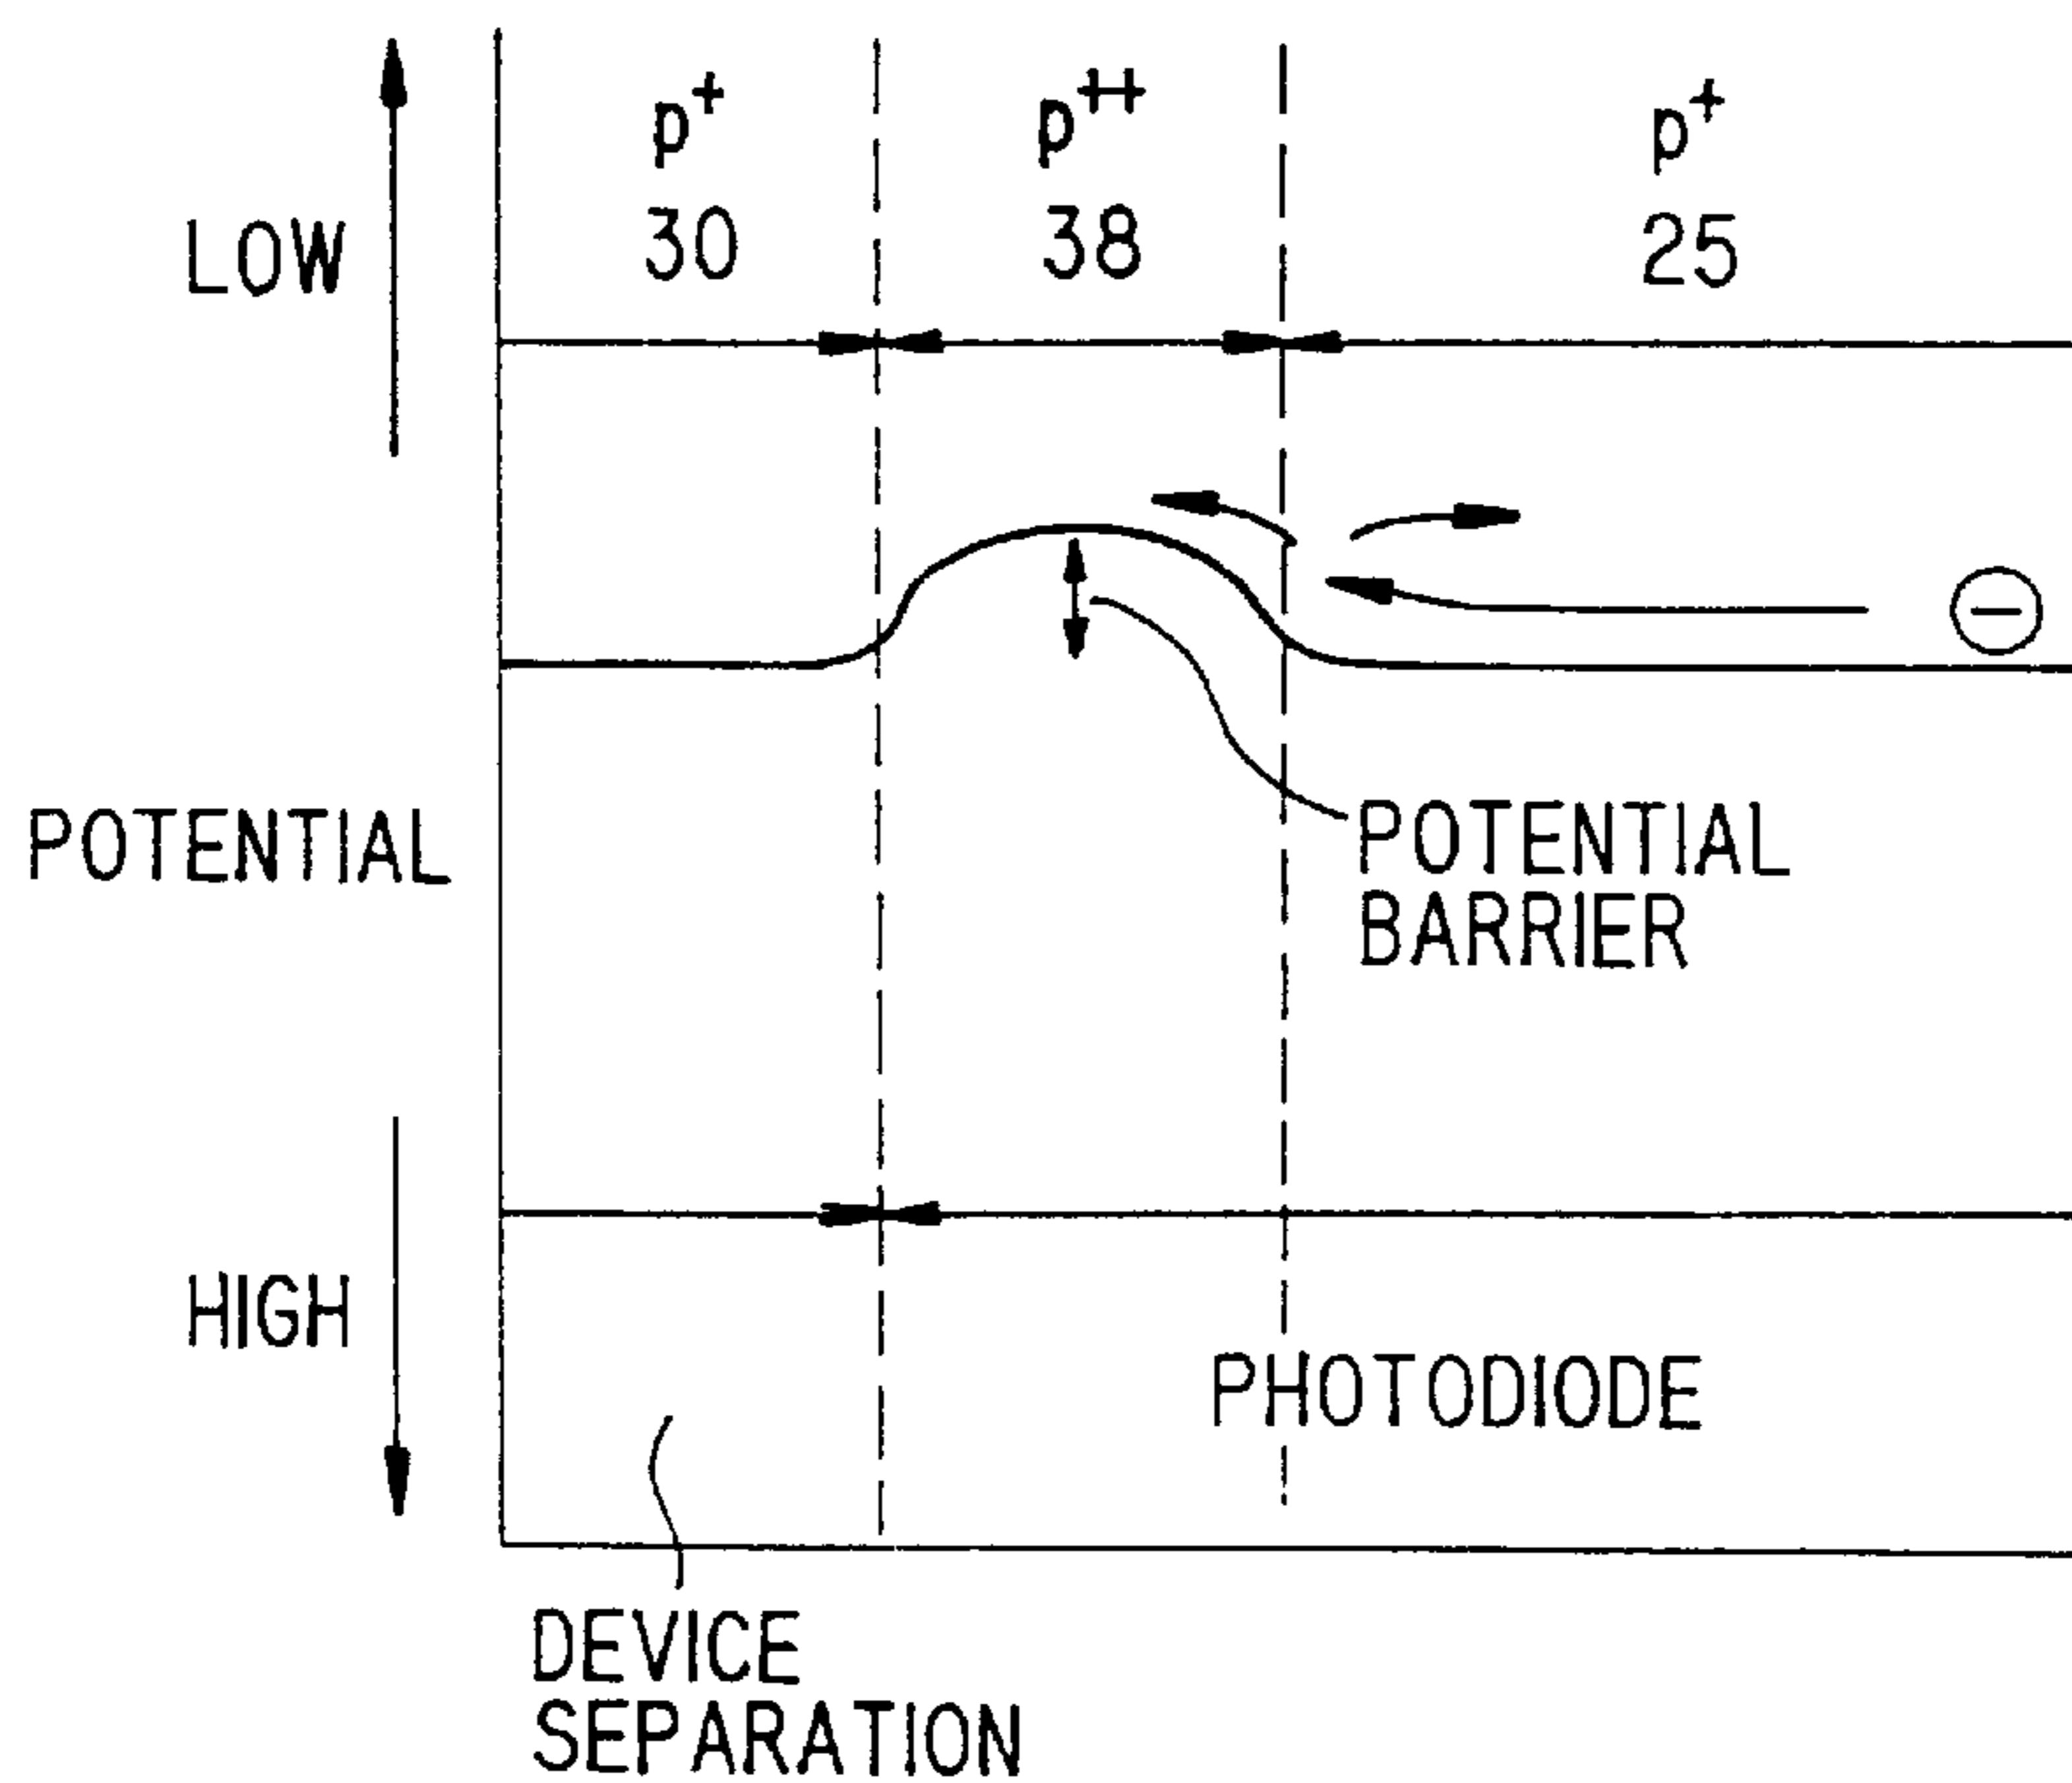 p⁺ p⁺⁺ p⁺
LOW 30 38 25
⊖
POTENTIAL
POTENTIAL
BARRIER
HIGH
PHOTODIODE
DEVICE
SEPARATION